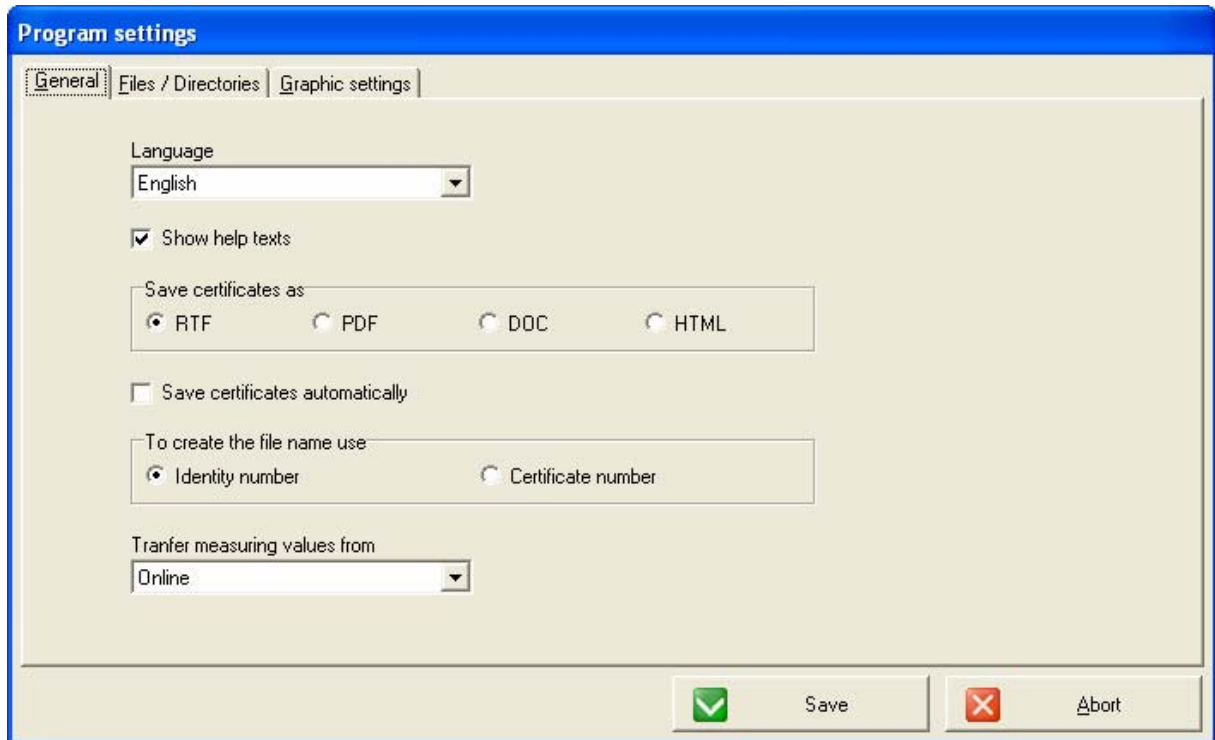 Program settings
General Files / Directories Graphic settings
Language
English
Show help texts
Save certificates as
RTF PDF DOC HTML
Save certificates automatically
To create the file name use
Identity number Certificate number
Tranfer measuring values from
Online
Save Abort